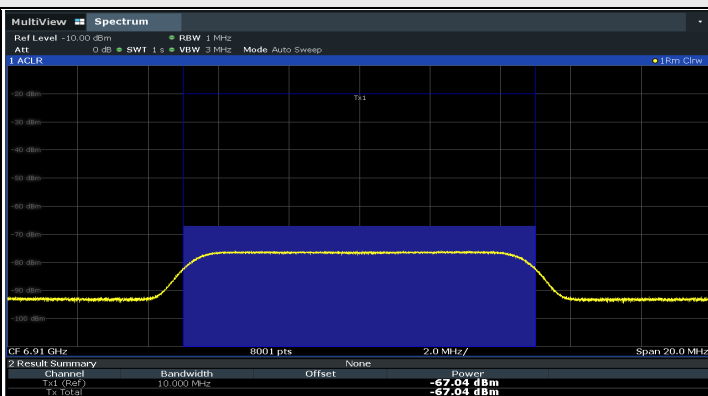 MultiView Spectrum
Ref Level -10.00 dBm RBW 1 MHz
Att 0 dB SWT 1 s VBW 3 MHz Mode Auto Sweep
1 ACLR 1Rm Clrw
Tx1
-20 dBm
-30 dBm
-40 dBm
-50 dBm
-60 dBm
-70 dBm
-80 dBm
-90 dBm
-100 dBm
CF 6.91 GHz 8001 pts 2.0 MHz/ Span 20.0 MHz
2 Result Summary None
Channel Bandwidth Offset Power
Tx1 (Ref) 10.000 MHz -67.04 dBm
Tx Total -67.04 dBm